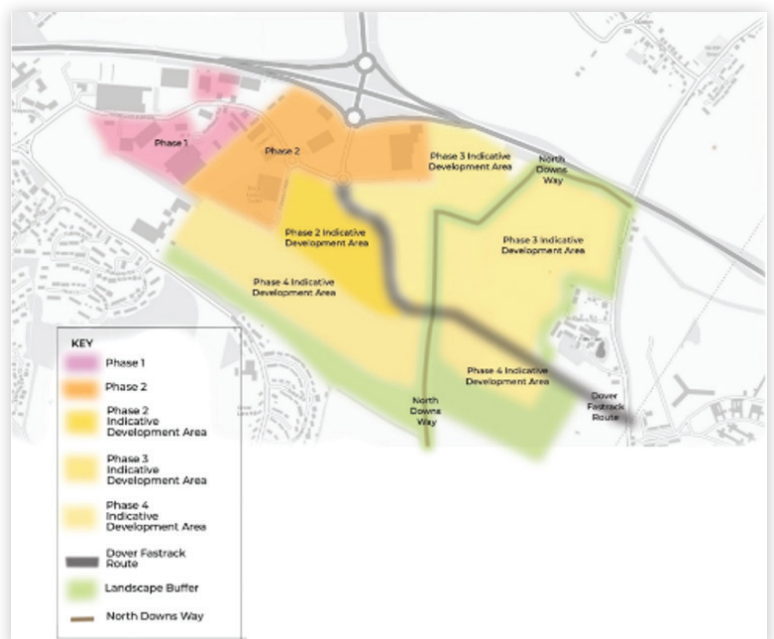 Phase 1
Phase 2
Phase 3 Indicative
Development Area
North
Downs
Way
Phase 2 Indicative
Development Area
Phase 3 Indicative
Development Area
Phase 4 Indicative
Development Area
Phase 4 Indicative
Development Area
North
Downs
Way
Dover
Fastrack
Route
KEY
Phase 1
Phase 2
Phase 2
Indicative
Development Area
Phase 3
Indicative
Development Area
Phase 4
Indicative
Development Area
Dover Fastrack
Route
Landscape Buffer
North Downs Way